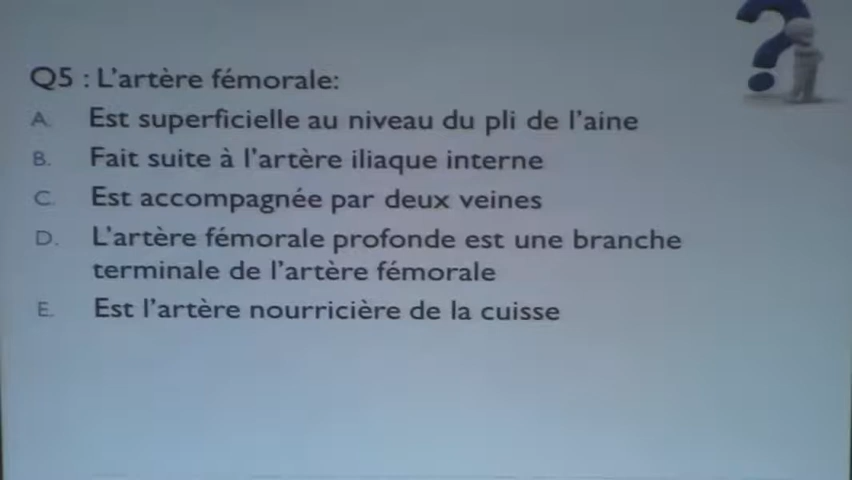 Q5 : L'artère fémorale:
A. Est superficielle au niveau du pli de l'aine
B. Fait suite à l'artère iliaque interne
C. Est accompagnée par deux veines
D. L'artère fémorale profonde est une branche
terminale de l'artère fémorale
E. Est l'artère nourricière de la cuisse